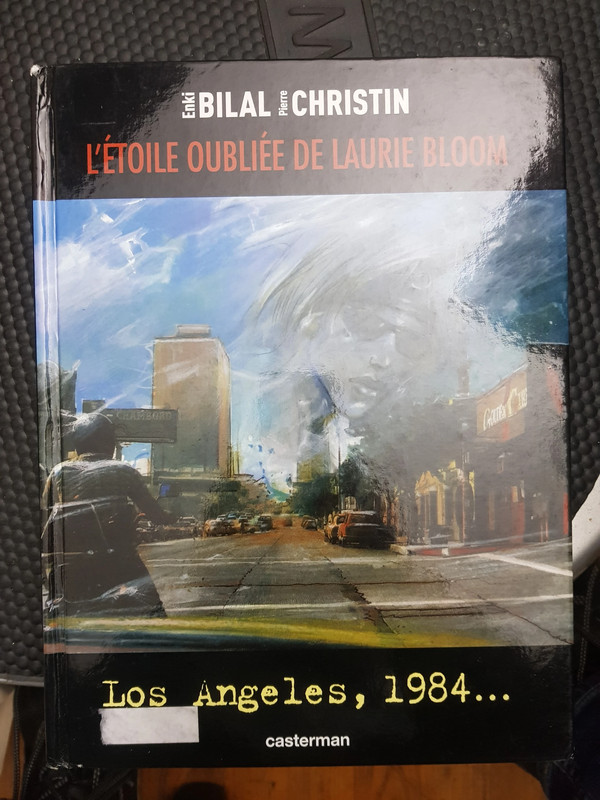 Enki BILAL Pierre CHRISTIN
L'ÉTOILE OUBLIÉE DE LAURIE BLOOM
Los Angeles, 1984...
casterman